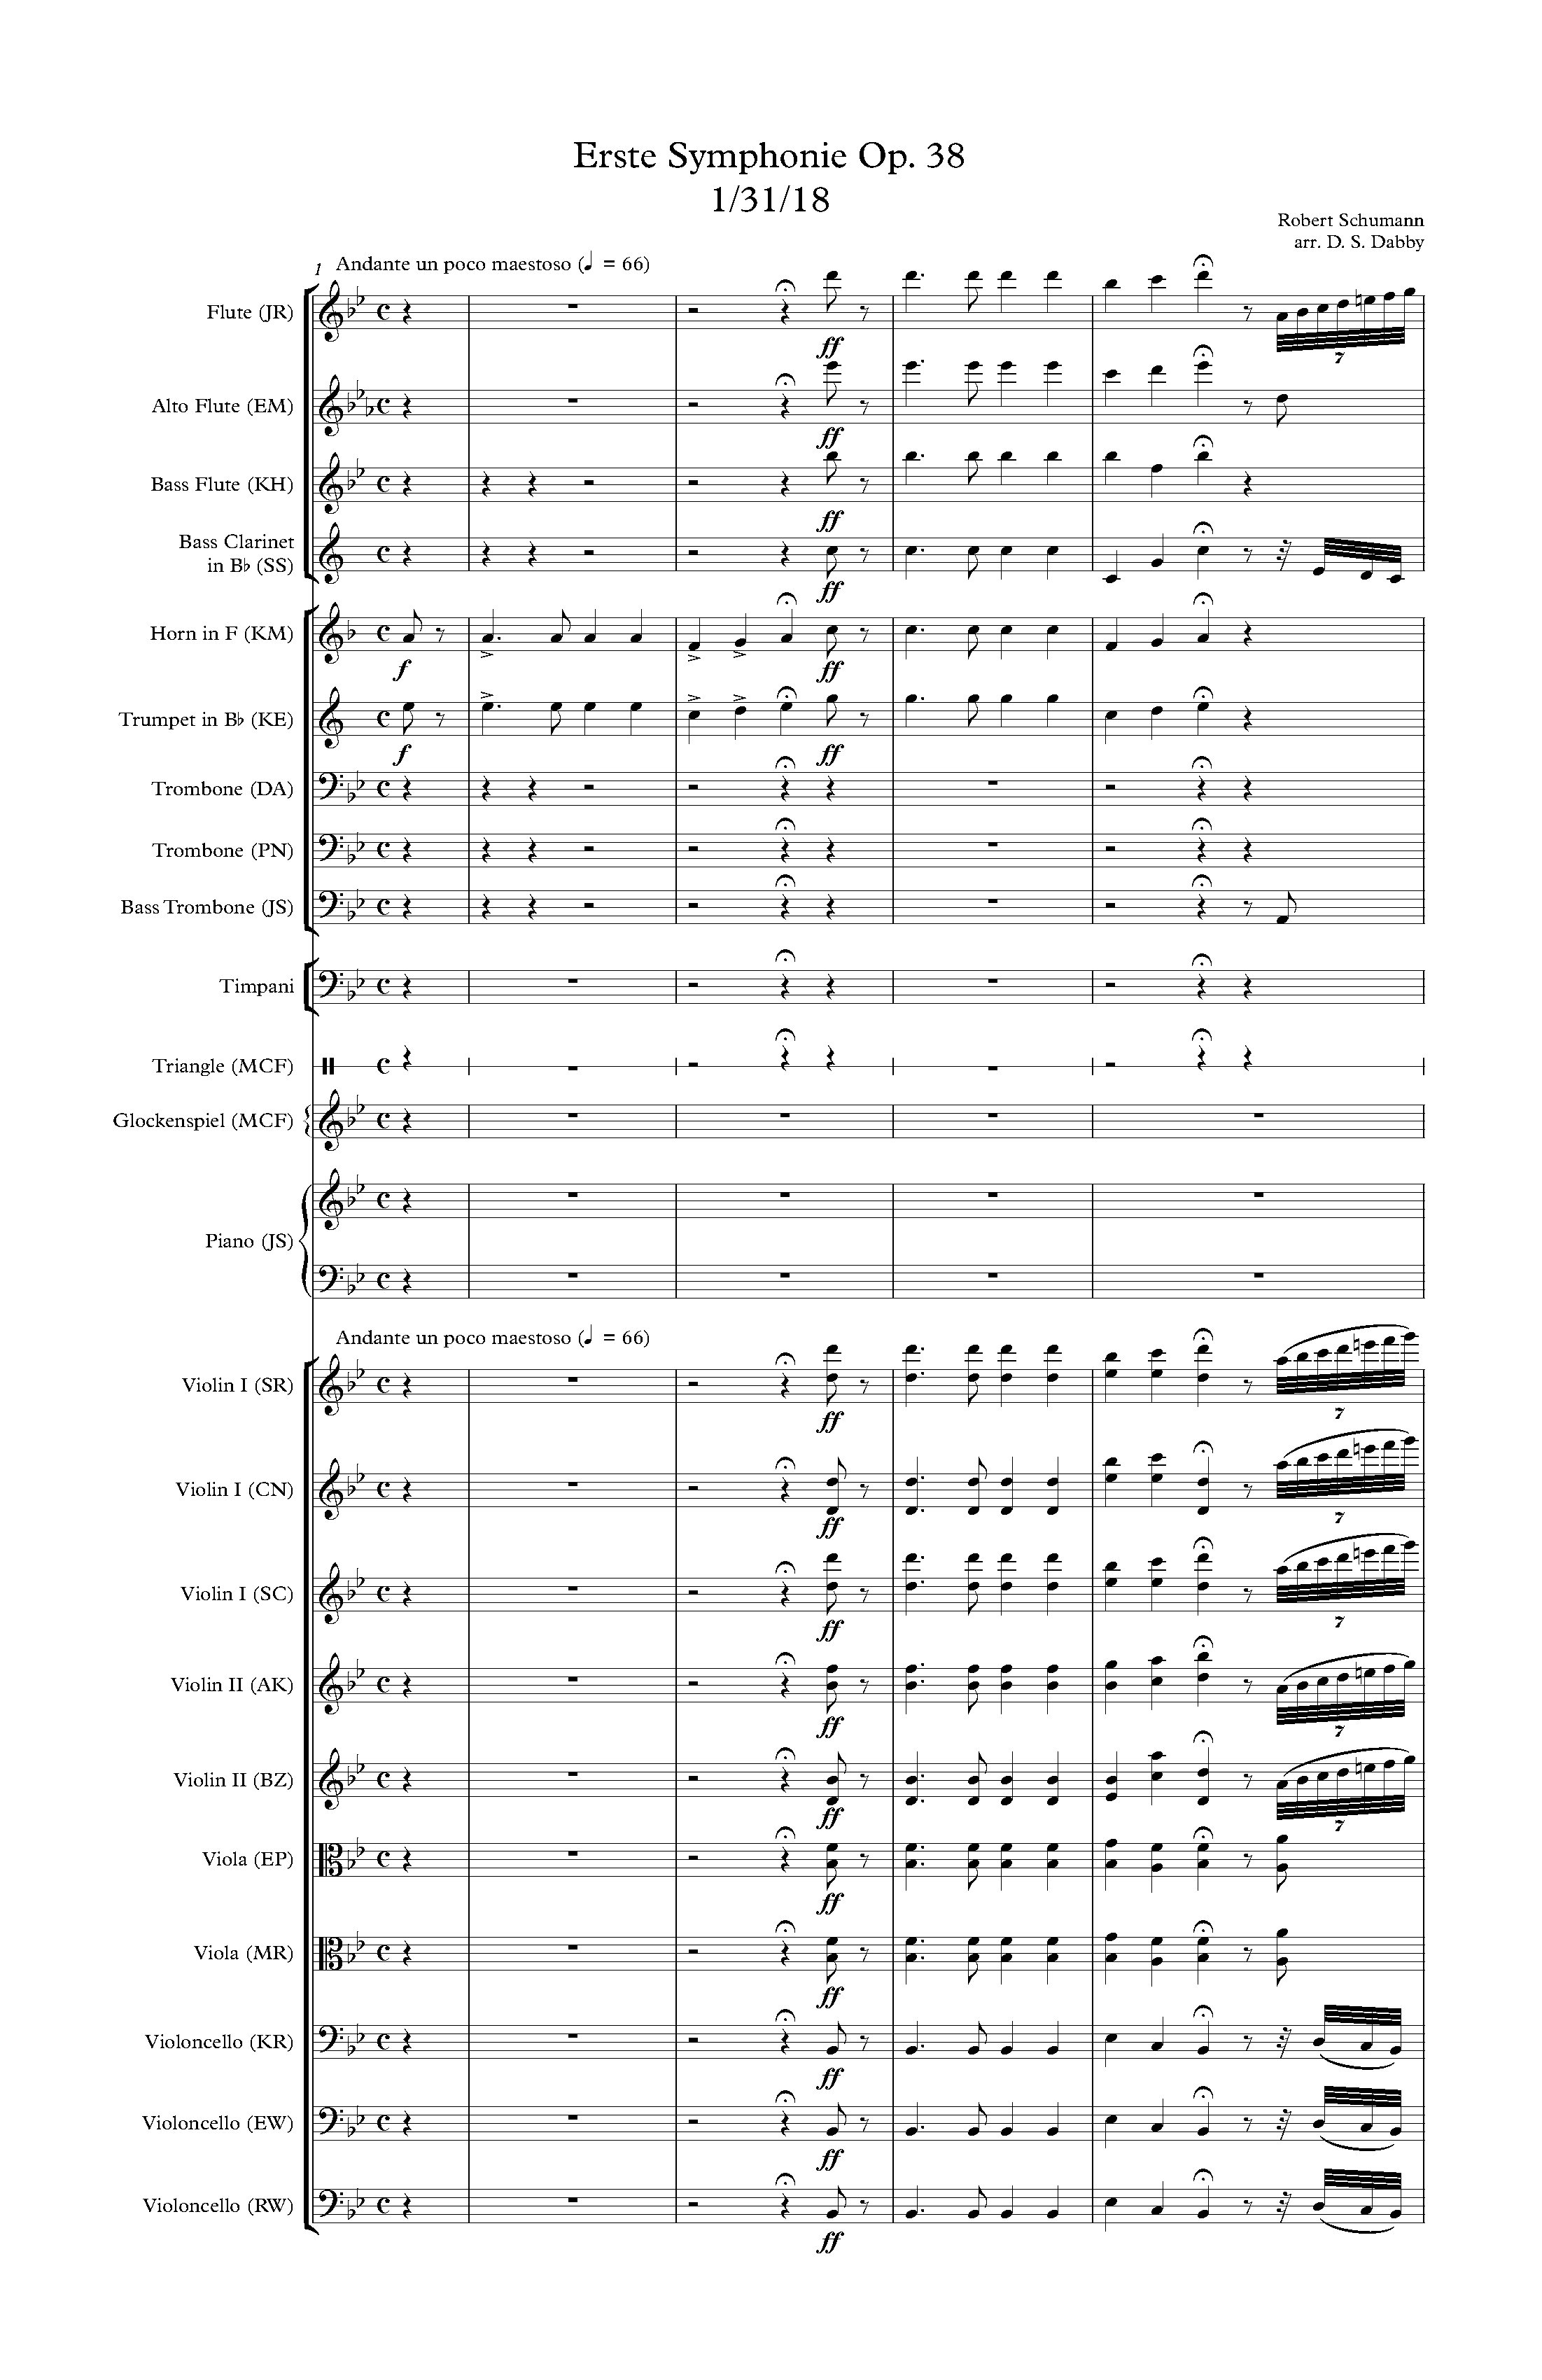 Erste Symphonie Op. 38
1/31/18
Robert Schumann
arr. D. S. Dabby
1 Andante un poco maestoso (♩ = 66)
Flute (JR)
ff
7
Alto Flute (EM)
ff
Bass Flute (KH)
ff
Bass Clarinet
in B♭ (SS)
ff
Horn in F (KM)
f ff
Trumpet in B♭ (KE)
f ff
Trombone (DA)
Trombone (PN)
Bass Trombone (JS)
Timpani
Triangle (MCF)
Glockenspiel (MCF)
Piano (JS)
Andante un poco maestoso (♩ = 66)
Violin I (SR)
ff 7
Violin I (CN)
ff 7
Violin I (SC)
ff 7
Violin II (AK)
ff 7
Violin II (BZ)
ff 7
Viola (EP)
ff
Viola (MR)
ff
Violoncello (KR)
ff
Violoncello (EW)
ff
Violoncello (RW)
ff